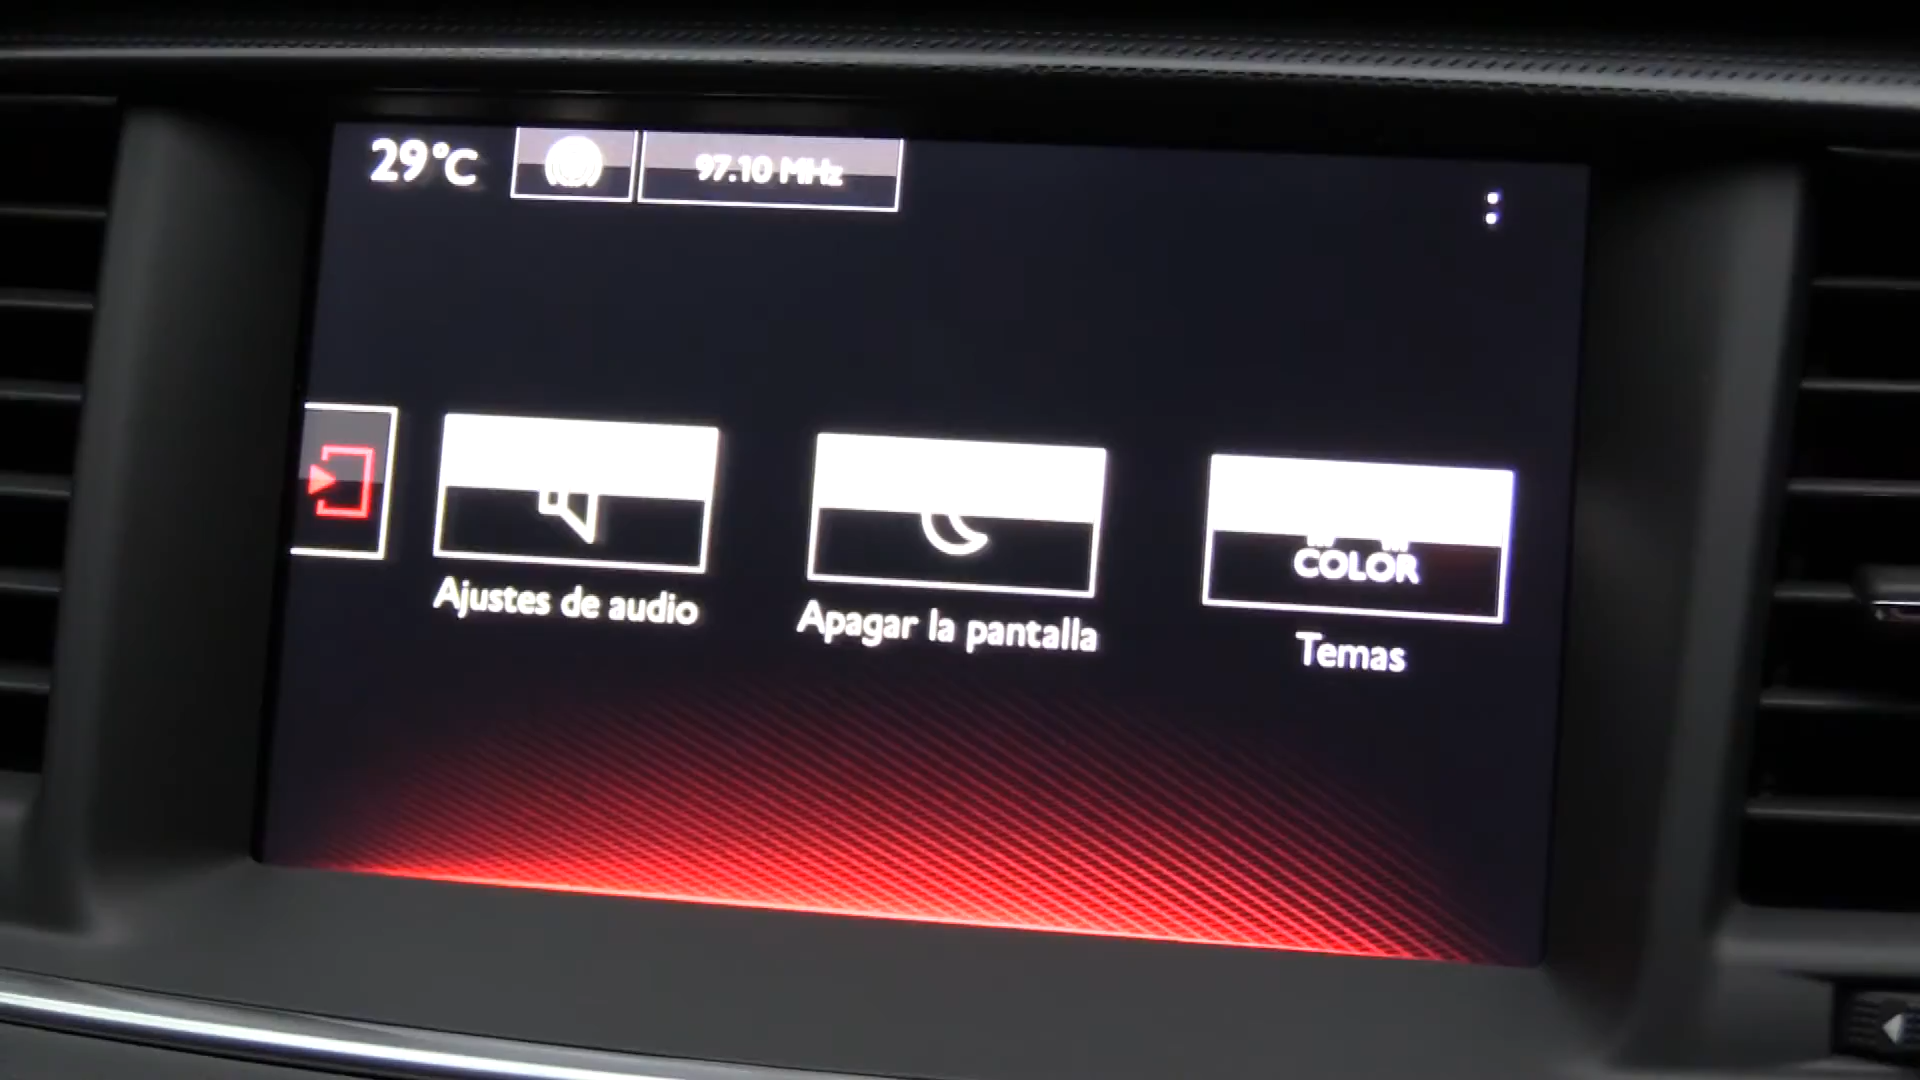 29°C
97.10 MHz
COLOR
Ajustes de audio
Apagar la pantalla
Temas